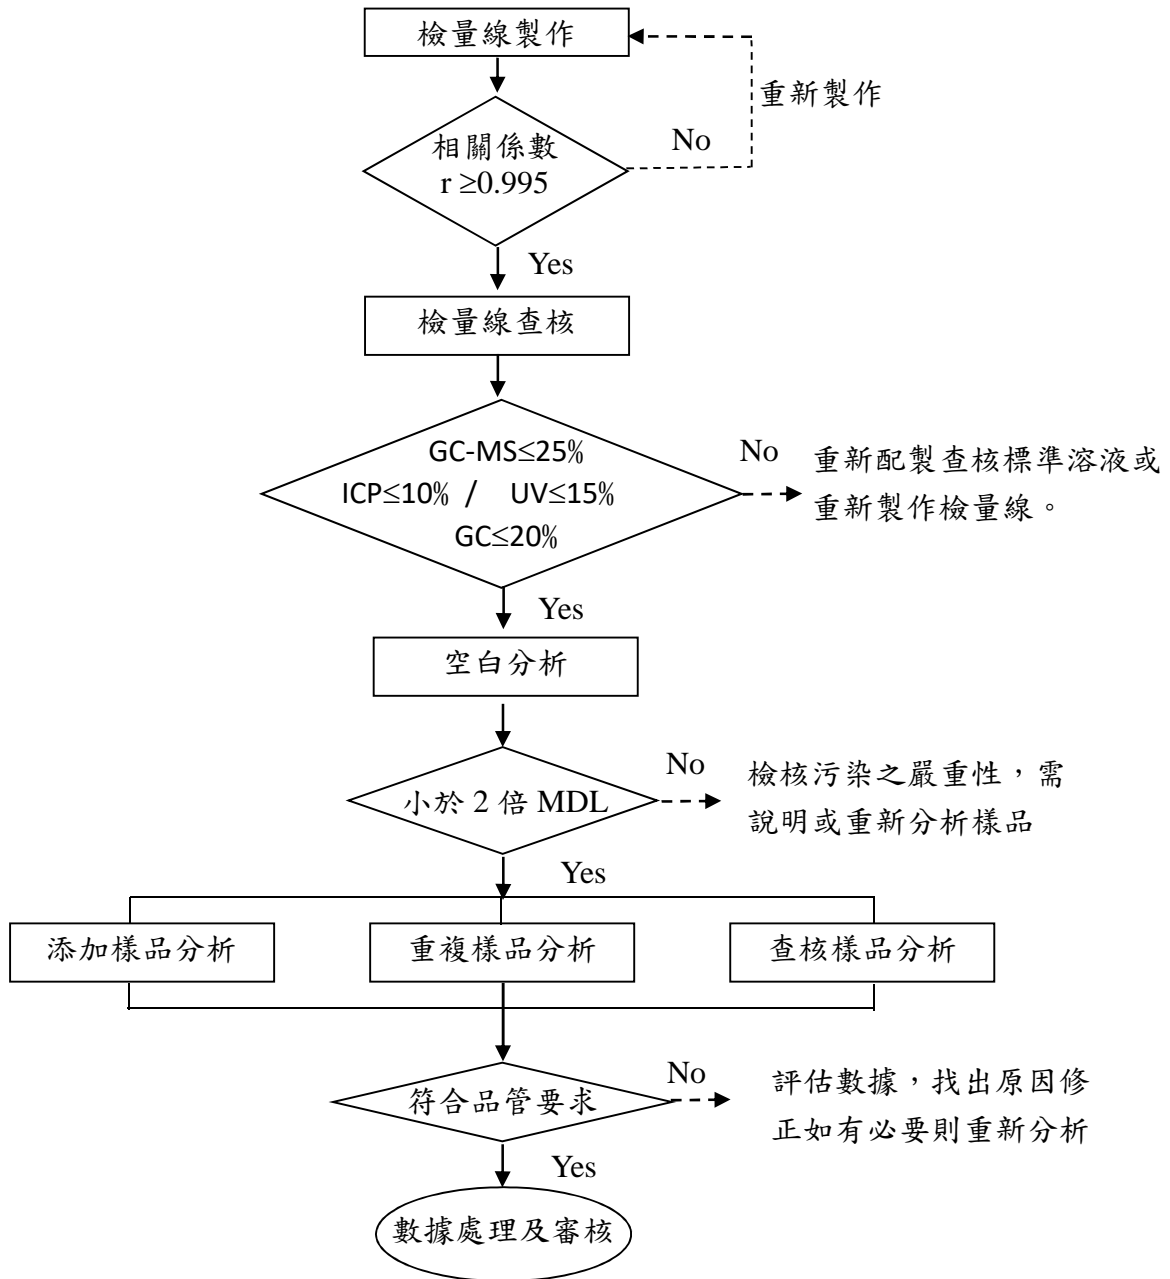 檢量線製作
重新製作
相關係數
r ≥0.995
No
Yes
檢量線查核
GC-MS≤25%
ICP≤10% / UV≤15%
GC≤20%
No
重新配製查核標準溶液或
重新製作檢量線。
Yes
空白分析
小於 2 倍 MDL
No
檢核污染之嚴重性，需
說明或重新分析樣品
Yes
添加樣品分析
重複樣品分析
查核樣品分析
符合品管要求
No
評估數據，找出原因修
正如有必要則重新分析
Yes
數據處理及審核